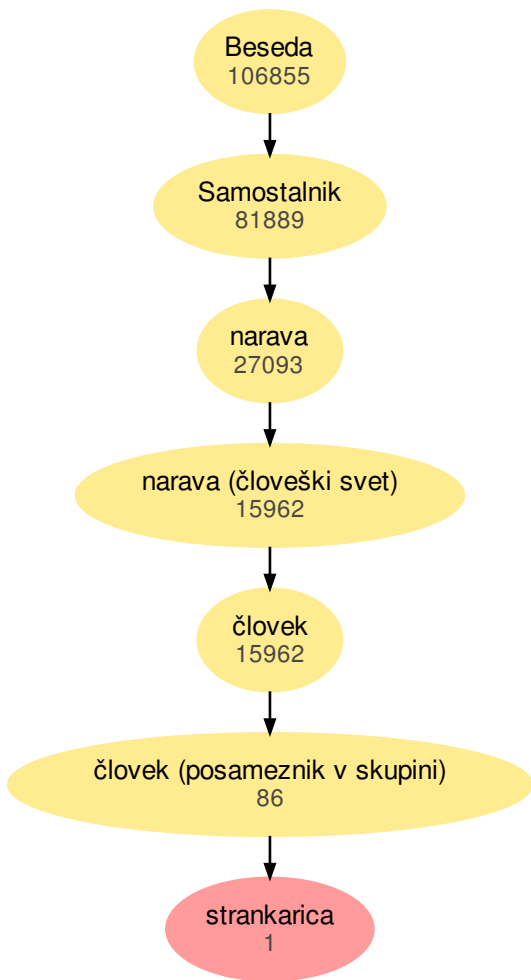 Beseda
106855
Samostalnik
81889
narava
27093
narava (človeški svet)
15962
človek
15962
človek (posameznik v skupini)
86
strankarica
1